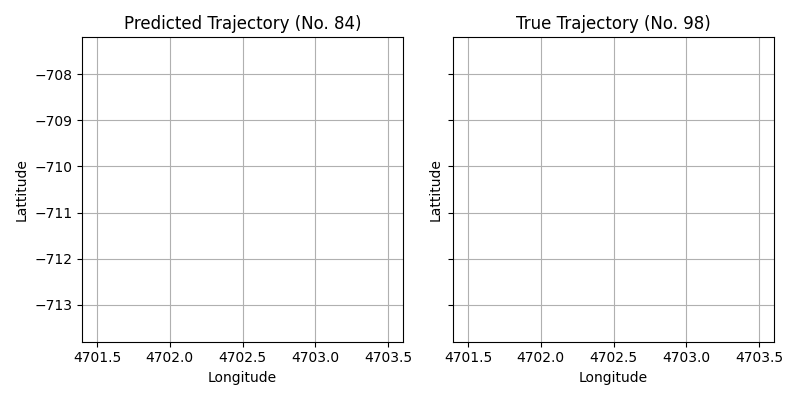 Predicted Trajectory (No. 84)
True Trajectory (No. 98)
−708
−709
−710
−711
−712
−713
Lattitude
Lattitude
4701.5 4702.0 4702.5 4703.0 4703.5
4701.5 4702.0 4702.5 4703.0 4703.5
Longitude
Longitude